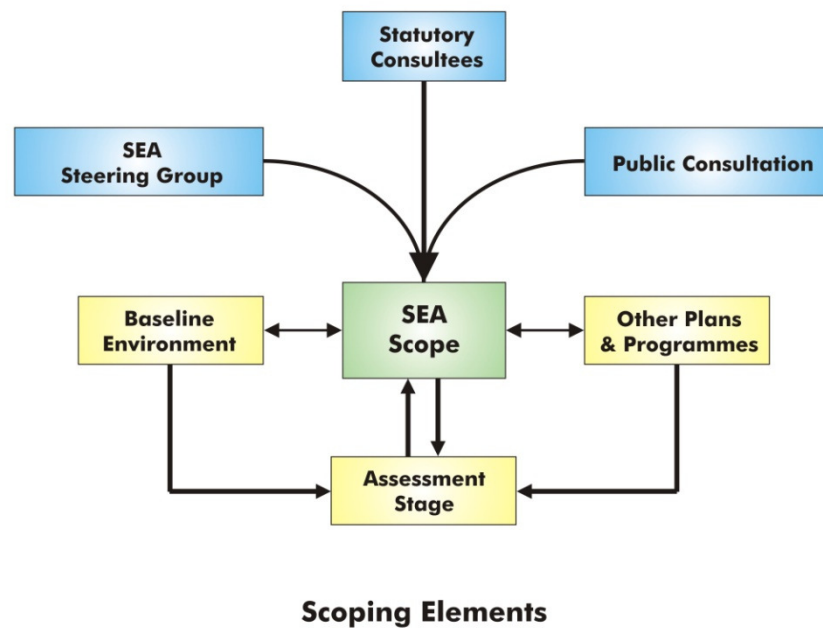 Statutory
Consultees
SEA
Steering Group
Public Consultation
Baseline
Environment
SEA
Scope
Other Plans
& Programmes
Assessment
Stage
Scoping Elements